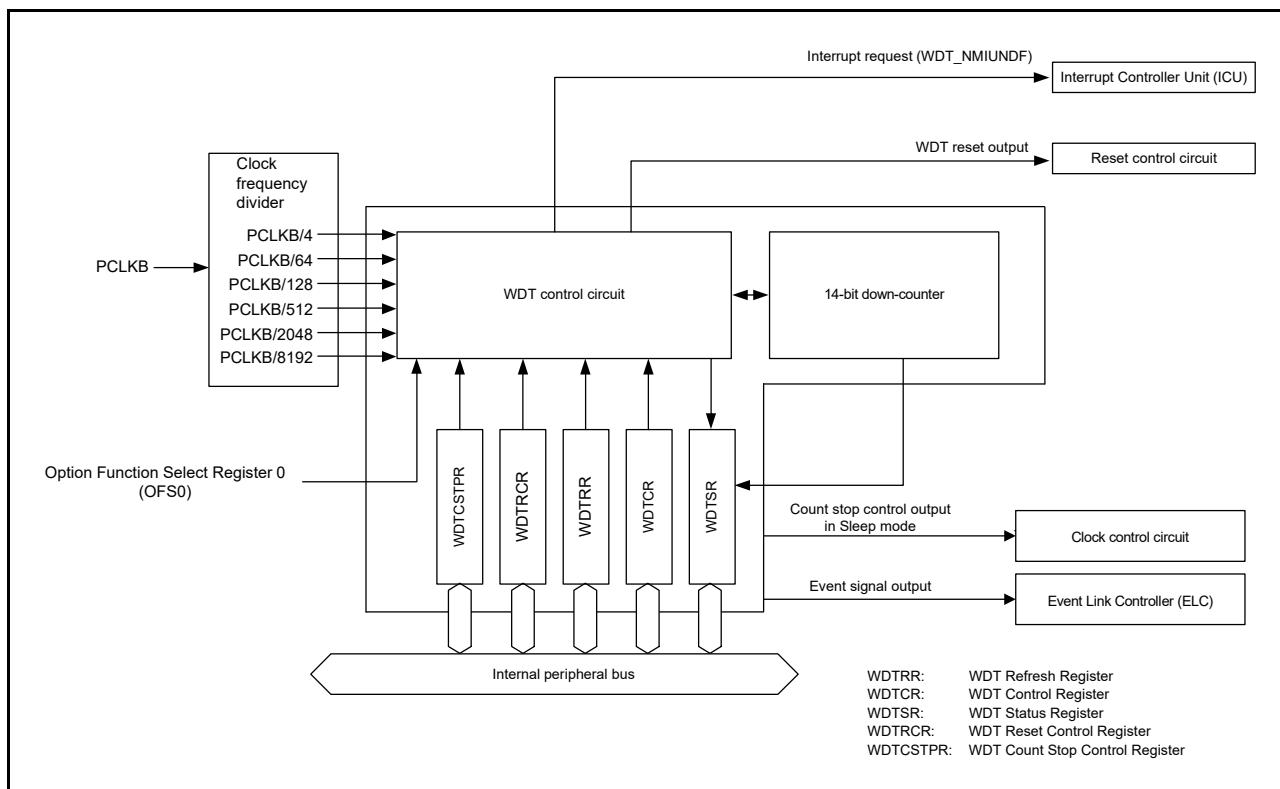 Interrupt request (WDT_NMIUNDF)
Interrupt Controller Unit (ICU)
WDT reset output
Reset control circuit
Clock
frequency
divider
PCLKB
PCLKB/4
PCLKB/64
PCLKB/128
PCLKB/512
PCLKB/2048
PCLKB/8192
WDT control circuit
14-bit down-counter
Option Function Select Register 0
(OFS0)
WDTCSTPR
WDTRCR
WDTRR
WDTCR
WDTSR
Count stop control output
in Sleep mode
Clock control circuit
Event signal output
Event Link Controller (ELC)
Internal peripheral bus
WDTRR: WDT Refresh Register
WDTCR: WDT Control Register
WDTSR: WDT Status Register
WDTRCR: WDT Reset Control Register
WDTCSTPR: WDT Count Stop Control Register